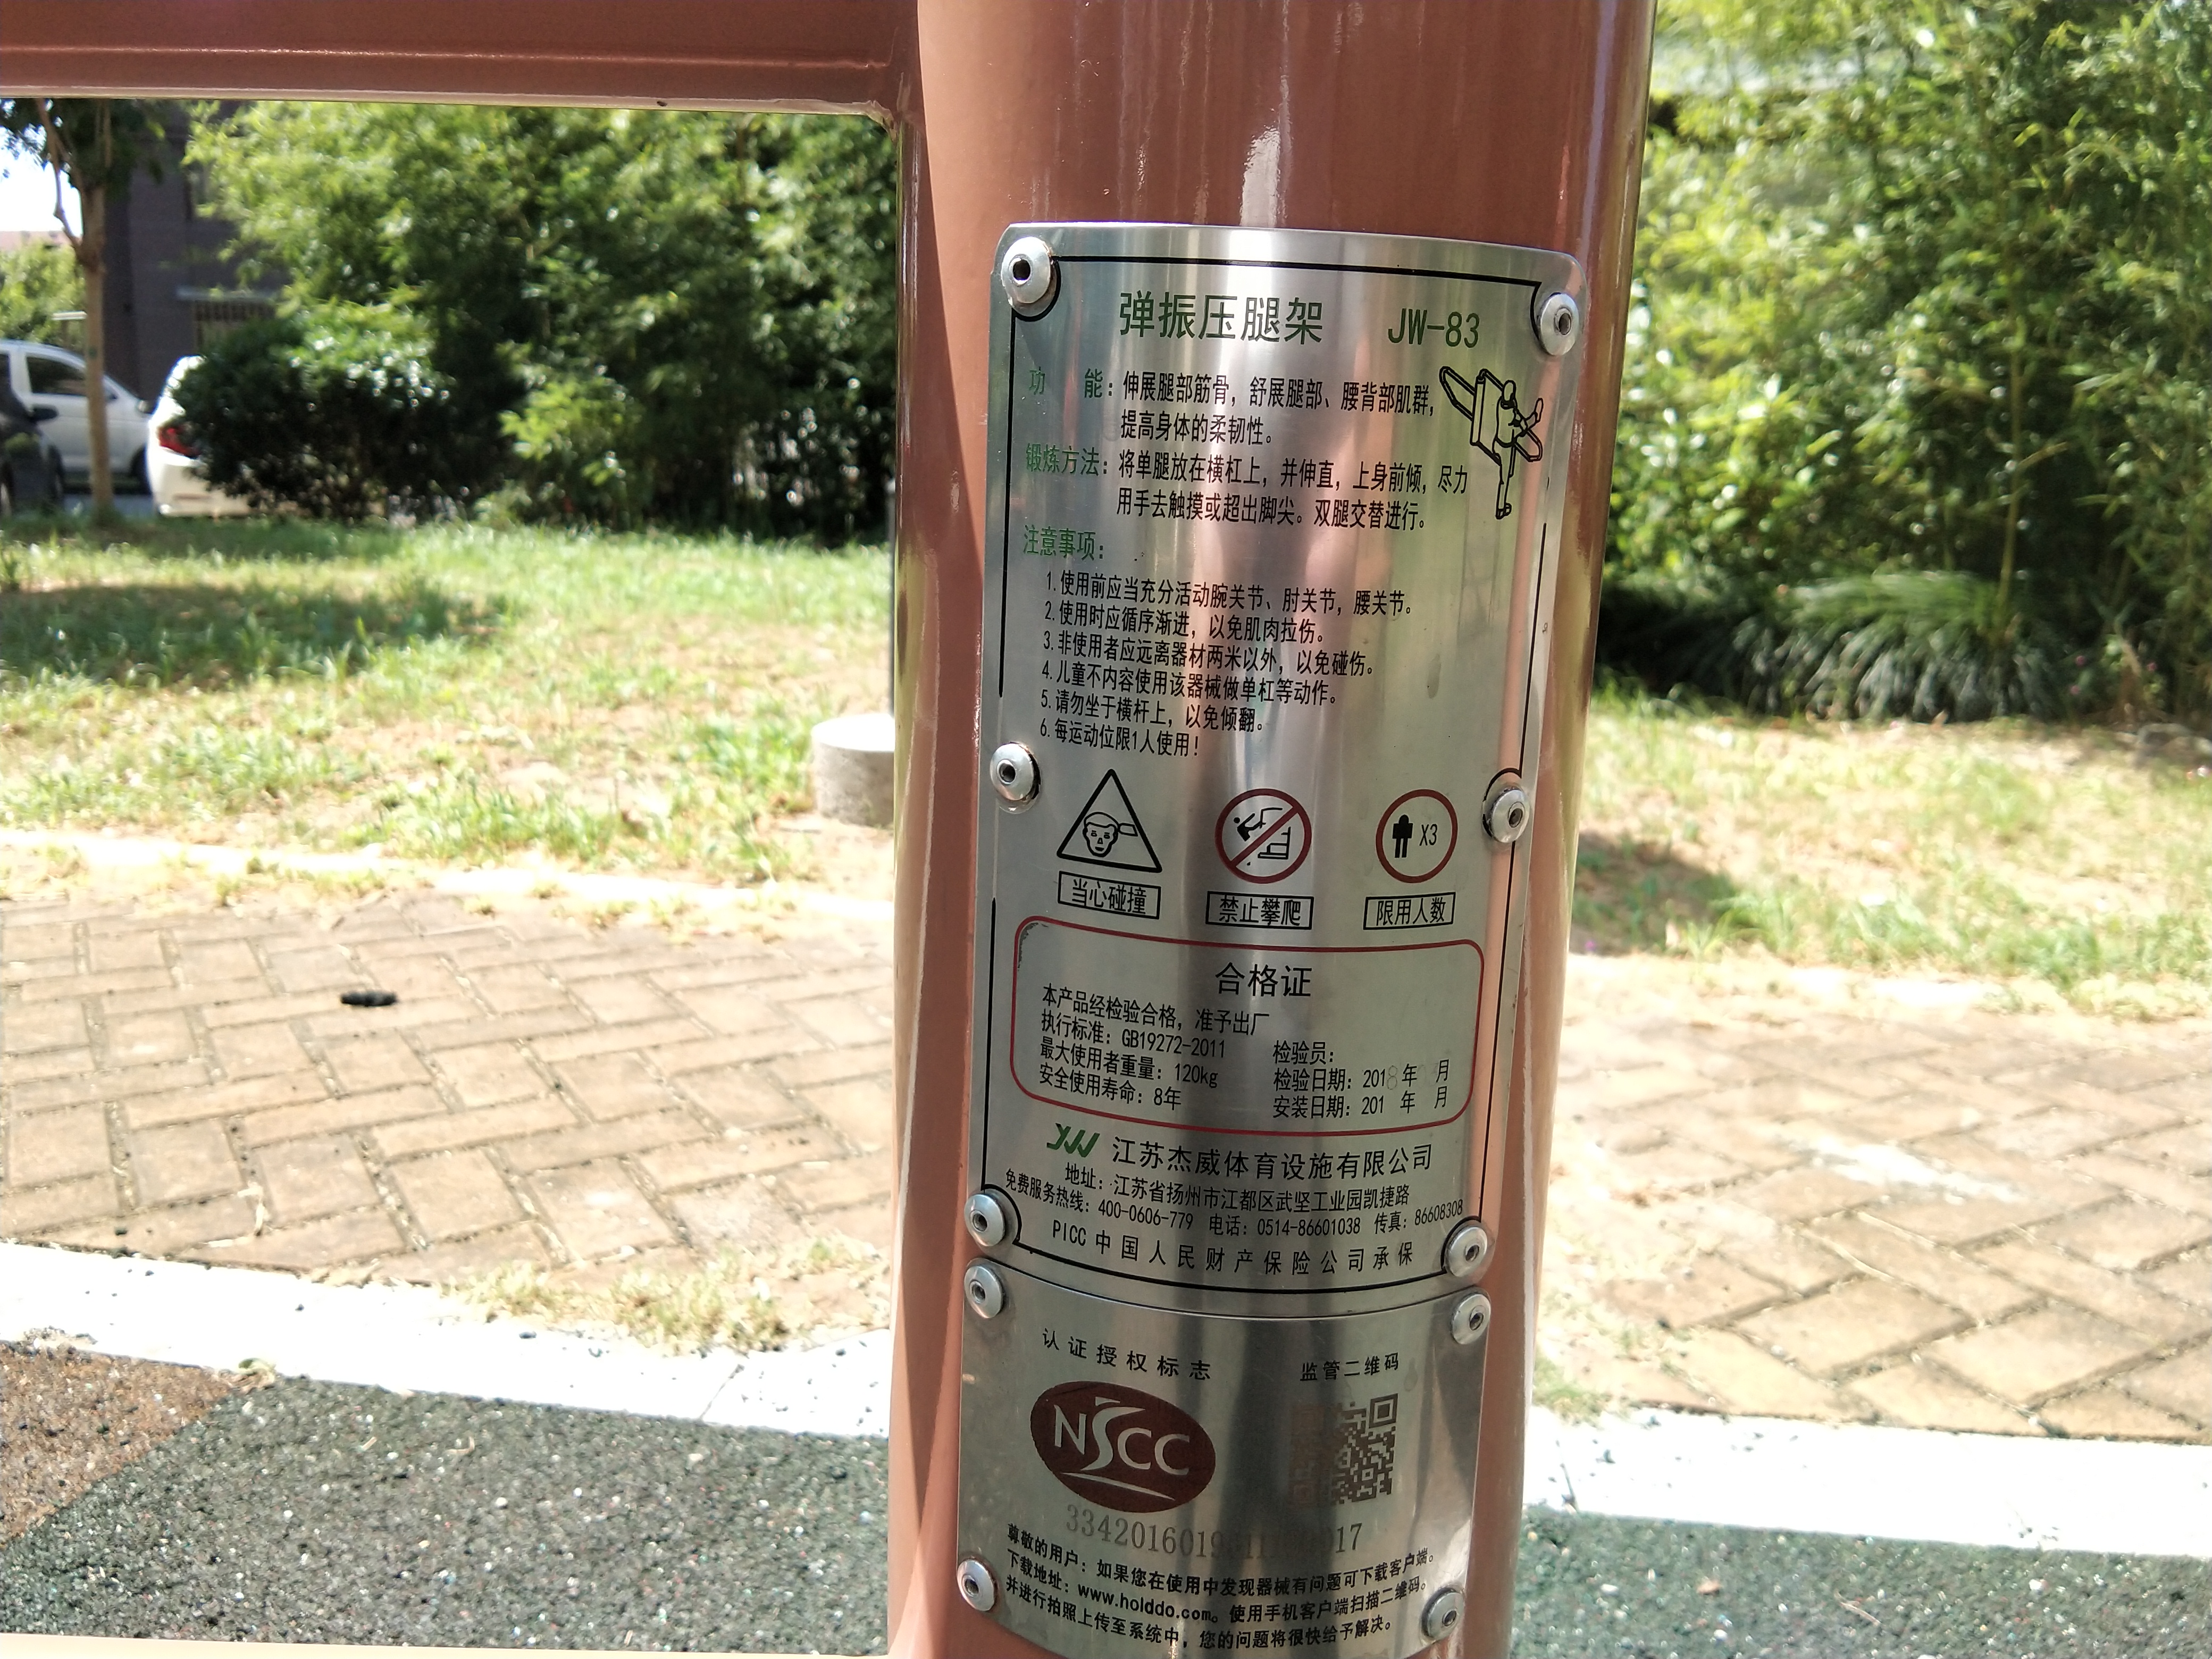 弹振压腿架 JW-83
功 能：伸展腿部筋骨，舒展腿部、腰背部肌群，
提高身体的柔韧性。
锻炼方法：将单腿放在横杠上，并伸直，上身前倾，尽力
用手去触摸或超出脚尖。双腿交替进行。
注意事项：
1.使用前应当充分活动腕关节、肘关节，腰关节。
2.使用时应循序渐进，以免肌肉拉伤。
3.非使用者应远离器材两米以外，以免碰伤。
4.儿童不内容使用该器械做单杠等动作。
5.请勿坐于横杆上，以免倾翻。
6.每运动位限1人使用！
X3
当心碰撞 禁止攀爬 限用人数
合格证
本产品经检验合格，准予出厂
执行标准：GB19272-2011 检验员：
最大使用者重量：120kg 检验日期：2018年 月
安全使用寿命：8年 安装日期：201 年 月
江苏杰威体育设施有限公司
地址：江苏省扬州市江都区武坚工业园凯捷路
免费服务热线：400-0606-779 电话：0514-86601038 传真：86608308
PICC中国人民财产保险公司承保
认证授权标志 监管二维码
NSCC
尊敬的用户：如果您在使用中发现器械有问题可下载客户端。
下载地址：www.holddo.com。使用手机客户端扫描二维码。
并进行拍照上传至系统中，您的问题将很快给予解决。